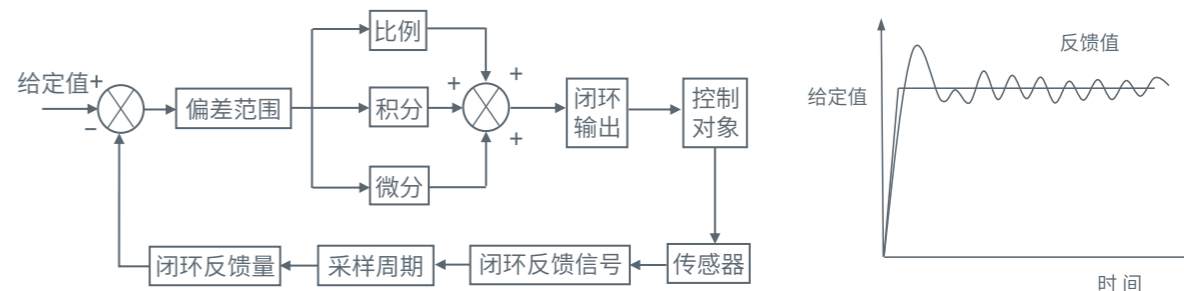 给定值+
−
偏差范围
比例
积分
微分
+
+
+
闭环
输出
控制
对象
传感器
闭环反馈信号
采样周期
闭环反馈量
反馈值
给定值
时 间